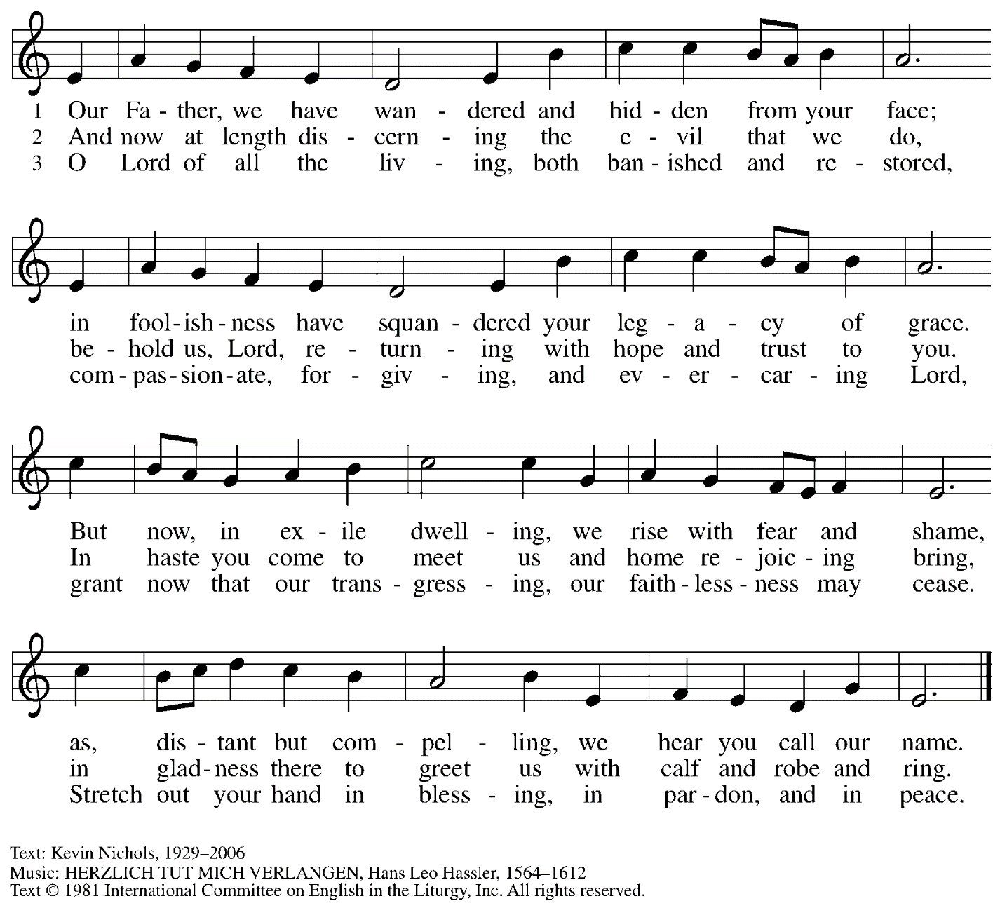 1 Our Fa - ther, we have wan - dered and hid - den from your face;
2 And now at length dis - cern - ing the e - vil that we do,
3 O Lord of all the liv - ing, both ban - ished and re - stored,
in fool - ish - ness have squan - dered your leg - a - cy of grace.
be - hold us, Lord, re - turn - ing with hope and trust to you.
com - pas - sion - ate, for - giv - ing, and ev - er - car - ing Lord,
But now, in ex - ile dwell - ing, we rise with fear and shame,
In haste you come to meet us and home re - joic - ing bring,
grant now that our trans - gress - ing, our faith - less - ness may cease.
as, dis - tant but com - pel - ling, we hear you call our name.
in glad - ness there to greet us with calf and robe and ring.
Stretch out your hand in bless - ing, in par - don, and in peace.
Text: Kevin Nichols, 1929–2006
Music: HERZLICH TUT MICH VERLANGEN, Hans Leo Hassler, 1564–1612
Text © 1981 International Committee on English in the Liturgy, Inc. All rights reserved.